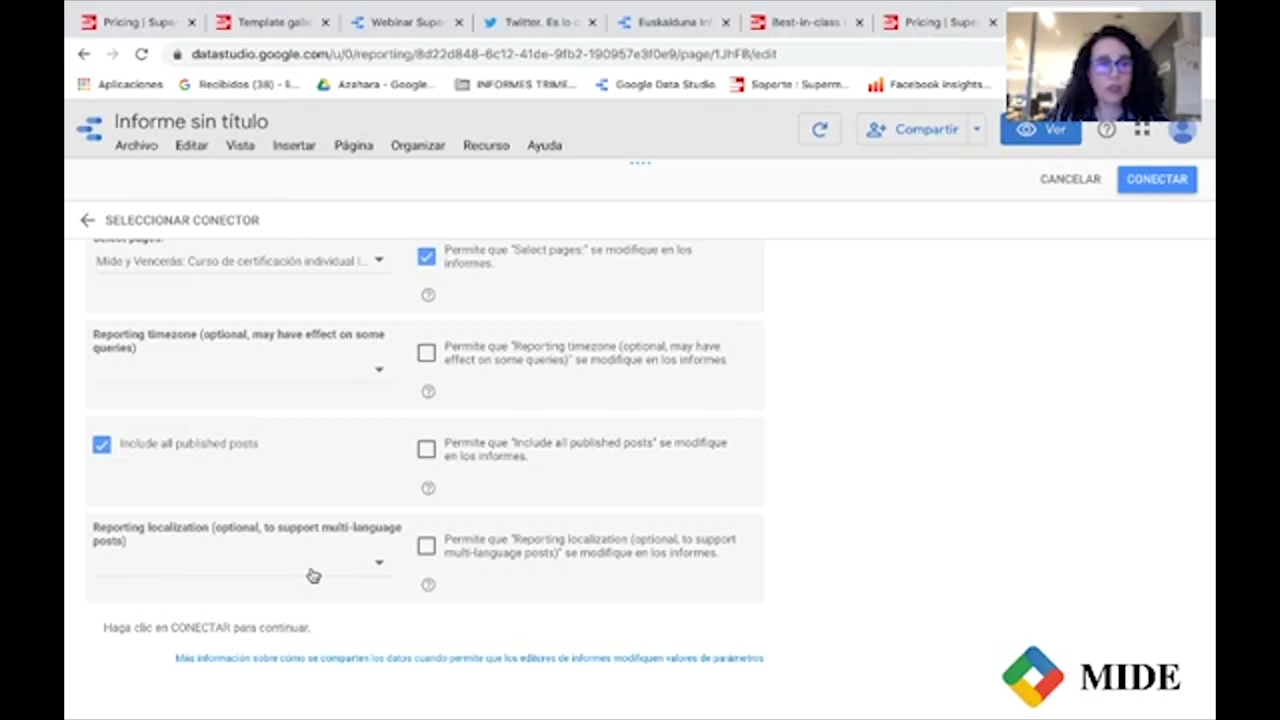 Pricing | Super
Template galle
Webinar Super
Twitter. Es lo q
Euskalduna Inf
Best-in-class M
Pricing | Supe
datastudio.google.com/u/0/reporting/8d22d848-6c12-41de-9fb2-190957e3f0e9/page/1JhFB/edit
Aplicaciones
Recibidos (38) - l...
Azahara - Google...
INFORMES TRIME...
Google Data Studio
Soporte : Superm...
Facebook Insights...
Informe sin título
Compartir
Ver
Archivo
Editar
Vista
Insertar
Página
Organizar
Recurso
Ayuda
CANCELAR
CONECTAR
SELECCIONAR CONECTOR
Select pages:
Mide y Vencerás: Curso de certificación individual I...
Permite que "Select pages:" se modifique en los
informes.
Reporting timezone (optional, may have effect on some
queries)
Permite que "Reporting timezone (optional, may have
effect on some queries)" se modifique en los informes.
Include all published posts
Permite que "Include all published posts" se modifique
en los informes.
Reporting localization (optional, to support multi-language
posts)
Permite que "Reporting localization (optional, to support
multi-language posts)" se modifique en los informes.
Haga clic en CONECTAR para continuar.
Más información sobre cómo se comparten los datos cuando permite que los editores de informes modifiquen valores de parámetros
MIDE